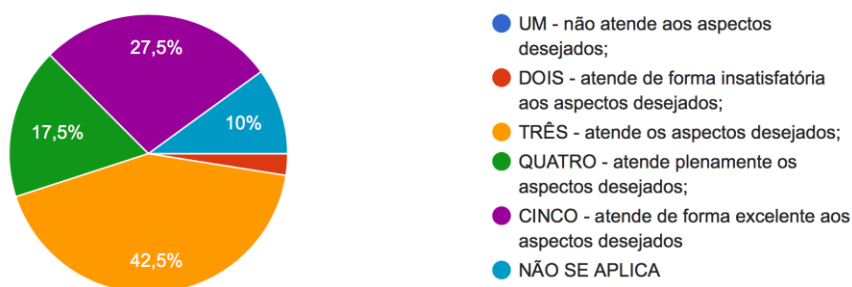 27,5%
10%
17,5%
42,5%
UM - não atende aos aspectos
desejados;
DOIS - atende de forma insatisfatória
aos aspectos desejados;
TRÊS - atende os aspectos desejados;
QUATRO - atende plenamente os
aspectos desejados;
CINCO - atende de forma excelente aos
aspectos desejados
NÃO SE APLICA